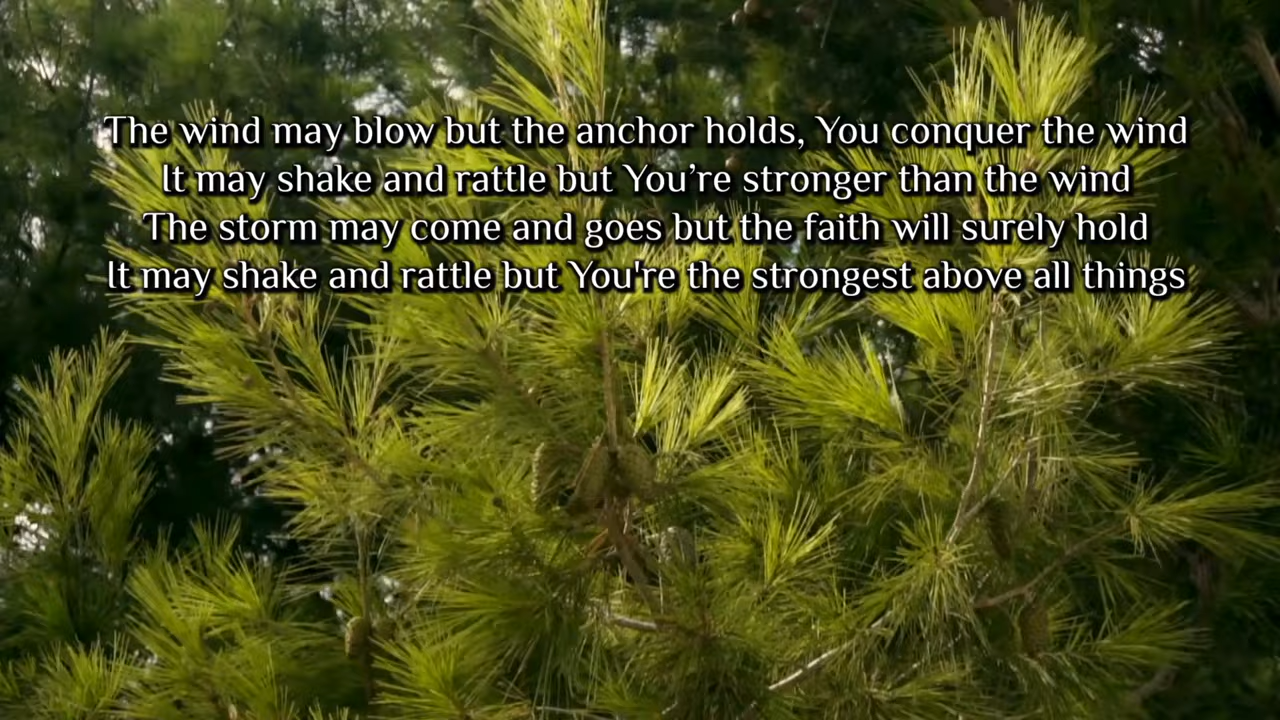 The wind may blow but the anchor holds, You conquer the wind
It may shake and rattle but You’re stronger than the wind
The storm may come and goes but the faith will surely hold
It may shake and rattle but You're the strongest above all things